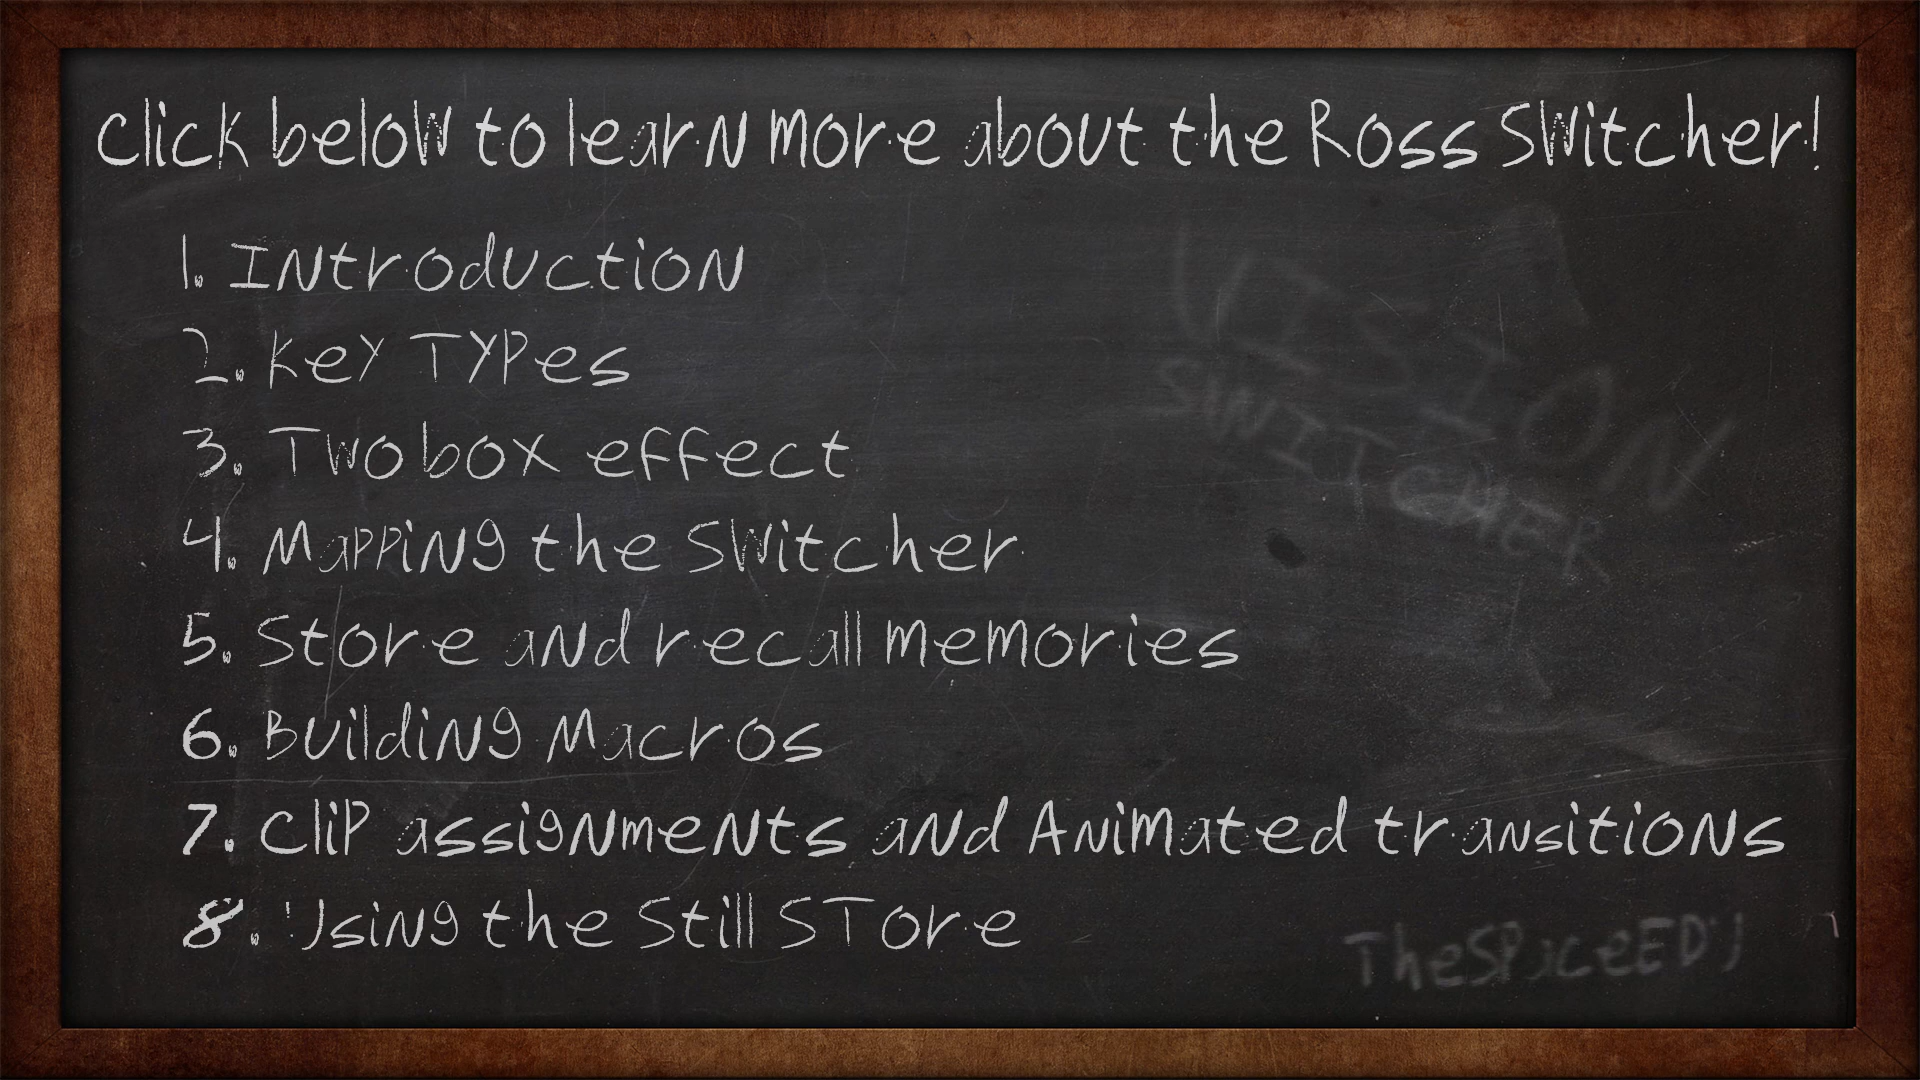 Click below to learn more about the Ross Switcher!
1. Introduction
2. Key Types
3. Two box effect
4. Mapping the Switcher
5. Store and recall memories
6. Building Macros
7. Clip assignments and Animated transitions
8. Using the Still STore
VISION
SWITCHER